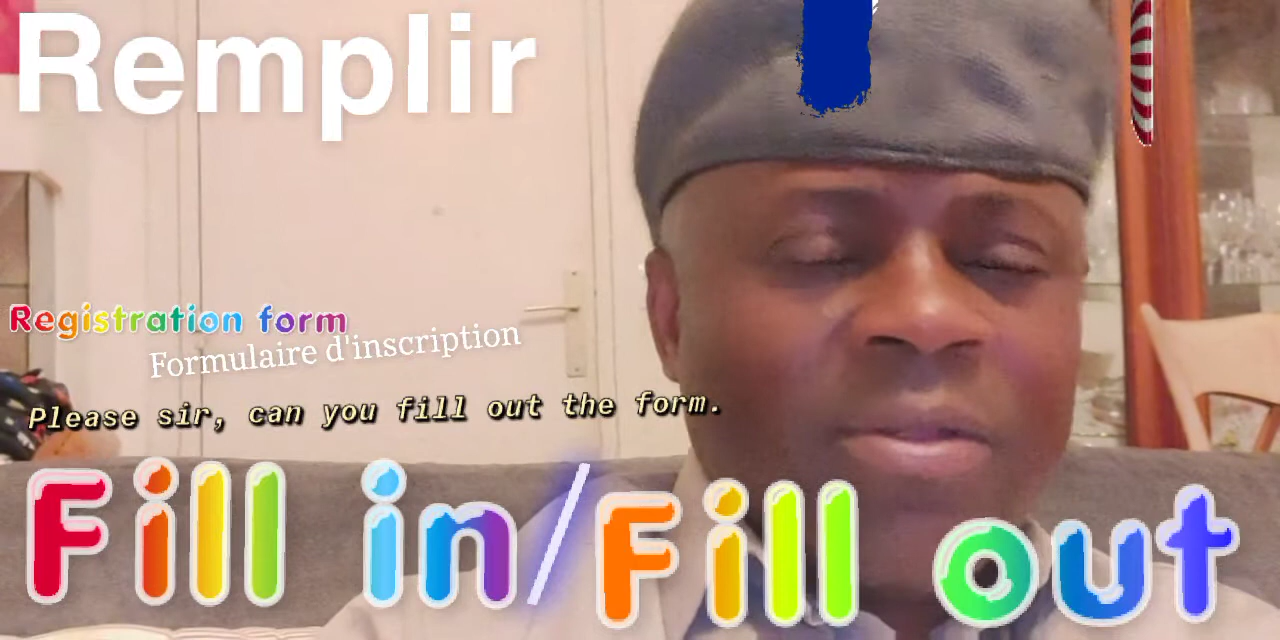 Remplir
Registration form
Formulaire d'inscription
Please sir, can you fill out the form.
Fill in/Fill out